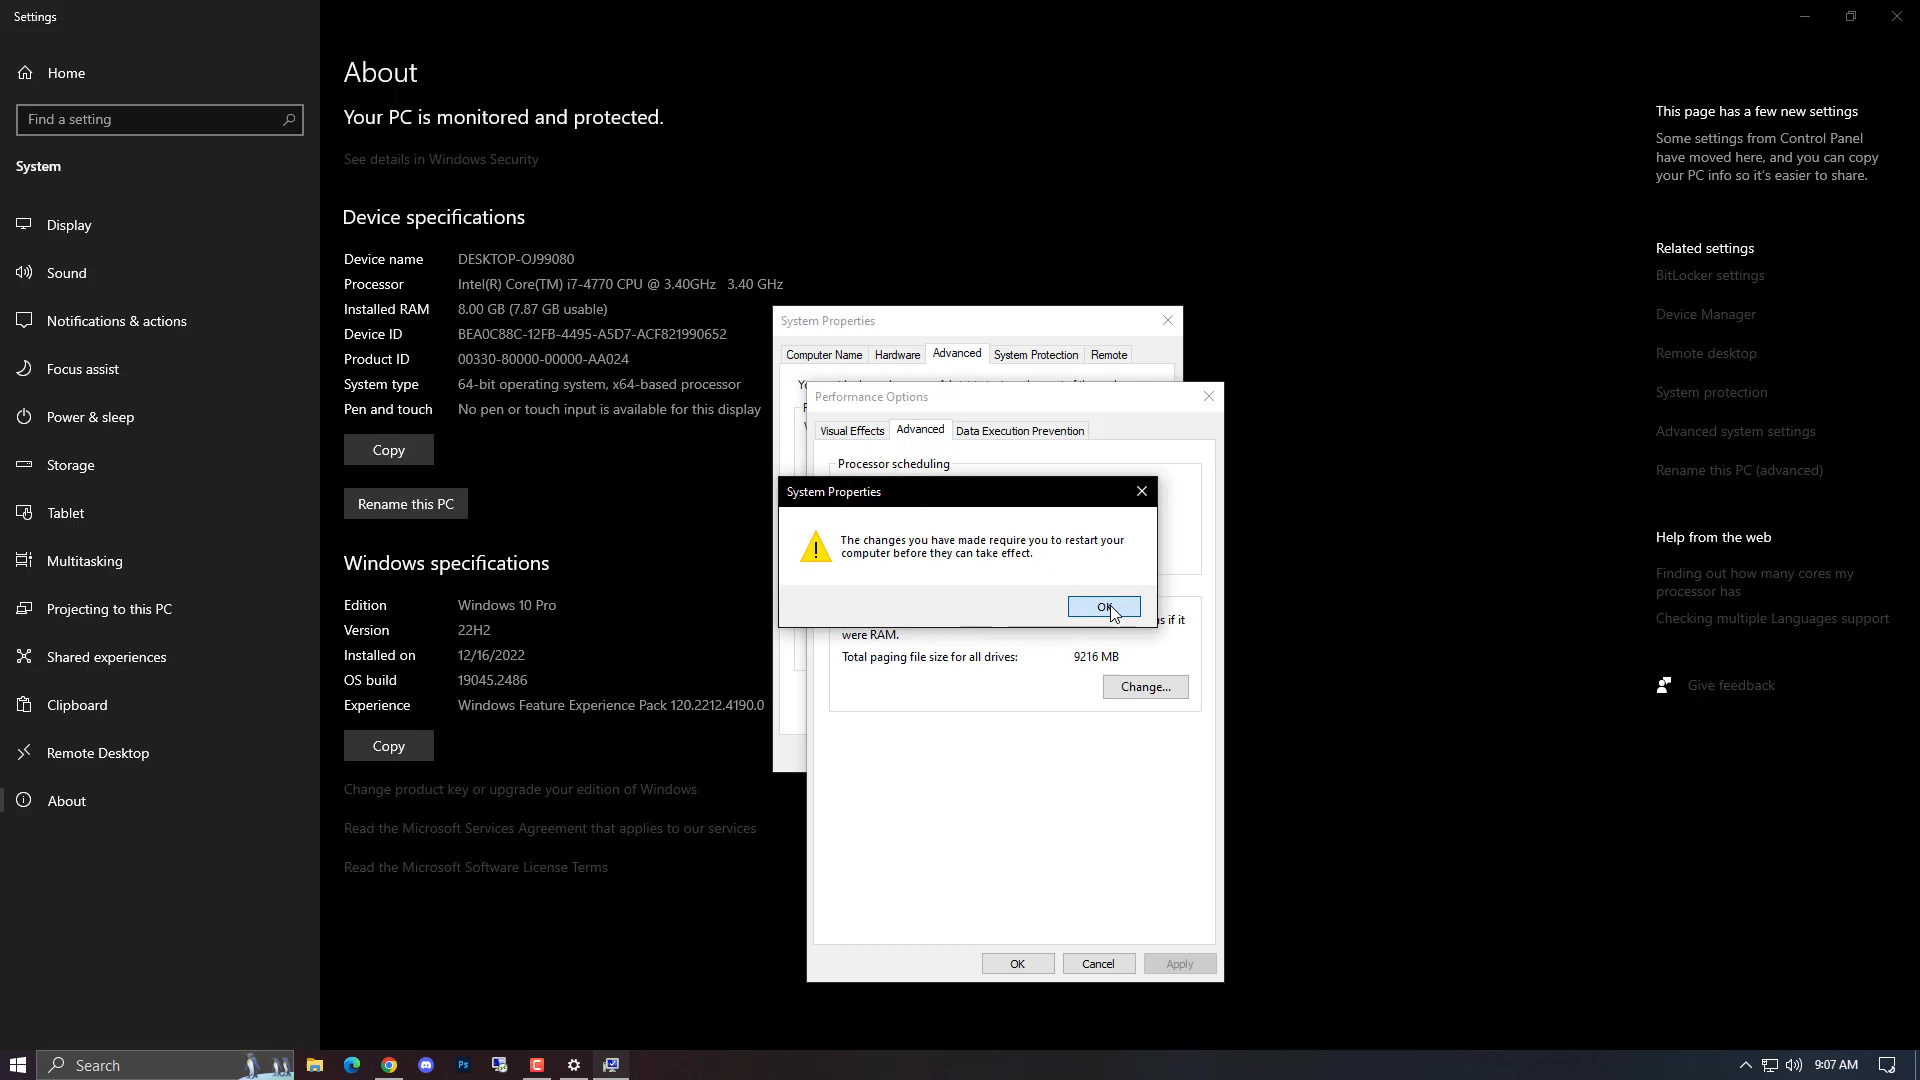 Settings
Home
Find a setting
System
Display
Sound
Notifications & actions
Focus assist
Power & sleep
Storage
Tablet
Multitasking
Projecting to this PC
Shared experiences
Clipboard
Remote Desktop
About
About
Your PC is monitored and protected.
See details in Windows Security
Device specifications
Device name DESKTOP-OJ99080
Processor Intel(R) Core(TM) i7-4770 CPU @ 3.40GHz 3.40 GHz
Installed RAM 8.00 GB (7.87 GB usable)
Device ID BEA0C88C-12FB-4495-A5D7-ACF821990652
Product ID 00330-80000-00000-AA024
System type 64-bit operating system, x64-based processor
Pen and touch No pen or touch input is available for this display
Copy
Rename this PC
Windows specifications
Edition Windows 10 Pro
Version 22H2
Installed on 12/16/2022
OS build 19045.2486
Experience Windows Feature Experience Pack 120.2212.4190.0
Copy
Change product key or upgrade your edition of Windows
Read the Microsoft Services Agreement that applies to our services
Read the Microsoft Software License Terms
System Properties
Computer Name Hardware Advanced System Protection Remote
Performance Options
Visual Effects Advanced Data Execution Prevention
Processor scheduling
System Properties
The changes you have made require you to restart your
computer before they can take effect.
OK
if it
were RAM.
Total paging file size for all drives: 9216 MB
Change...
OK Cancel Apply
This page has a few new settings
Some settings from Control Panel
have moved here, and you can copy
your PC info so it's easier to share.
Related settings
BitLocker settings
Device Manager
Remote desktop
System protection
Advanced system settings
Rename this PC (advanced)
Help from the web
Finding out how many cores my
processor has
Checking multiple Languages support
Give feedback
Search
Ps
9:07 AM